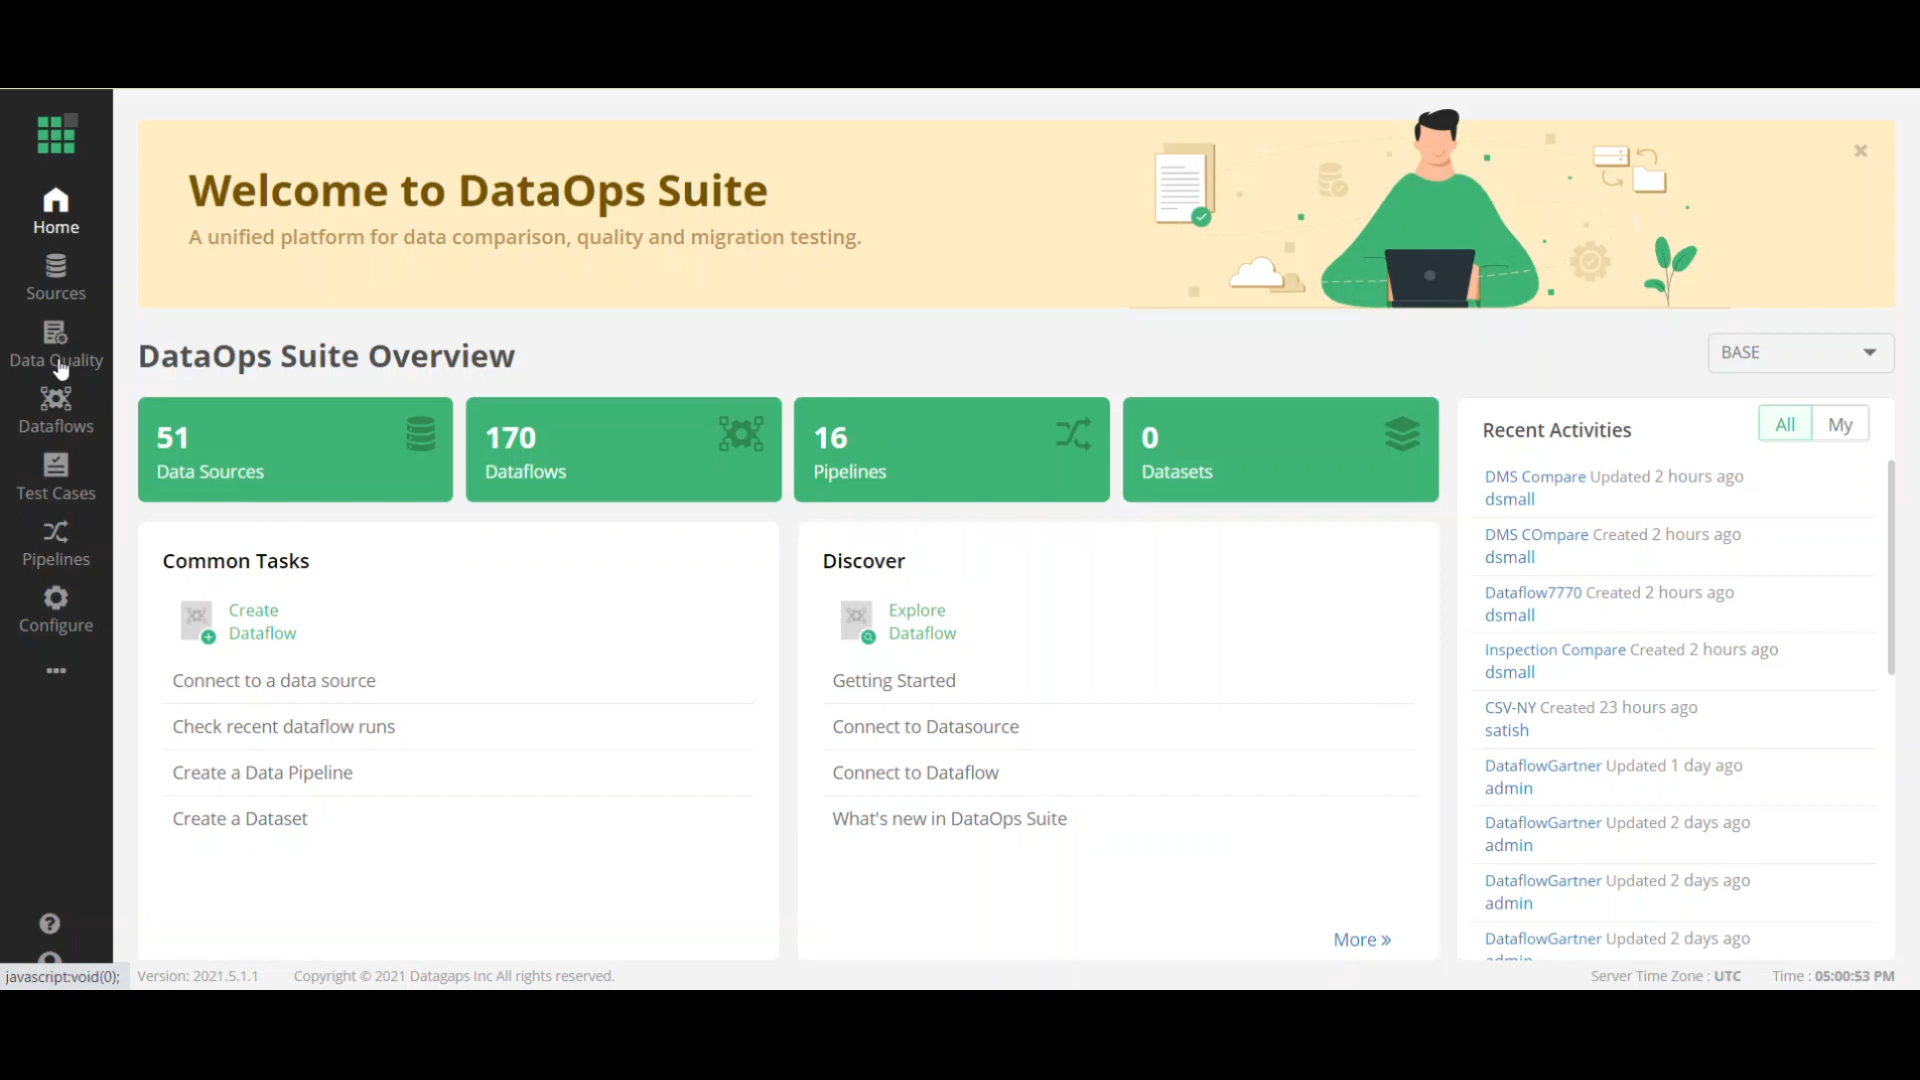 Home
Sources
Data Quality
Dataflows
Test Cases
Pipelines
Configure
Welcome to DataOps Suite
A unified platform for data comparison, quality and migration testing.
DataOps Suite Overview
BASE
51
Data Sources
170
Dataflows
16
Pipelines
0
Datasets
Common Tasks
Create
Dataflow
Connect to a data source
Check recent dataflow runs
Create a Data Pipeline
Create a Dataset
Discover
Explore
Dataflow
Getting Started
Connect to Datasource
Connect to Dataflow
What's new in DataOps Suite
More »
Recent Activities
All
My
DMS Compare Updated 2 hours ago
dsmall
DMS COmpare Created 2 hours ago
dsmall
Dataflow7770 Created 2 hours ago
dsmall
Inspection Compare Created 2 hours ago
dsmall
CSV-NY Created 23 hours ago
satish
DataflowGartner Updated 1 day ago
admin
DataflowGartner Updated 2 days ago
admin
DataflowGartner Updated 2 days ago
admin
DataflowGartner Updated 2 days ago
admin
javascript:void(0);
Version: 2021.5.1.1
Copyright © 2021 Datagaps Inc All rights reserved.
Server Time Zone : UTC
Time : 05:00:53 PM